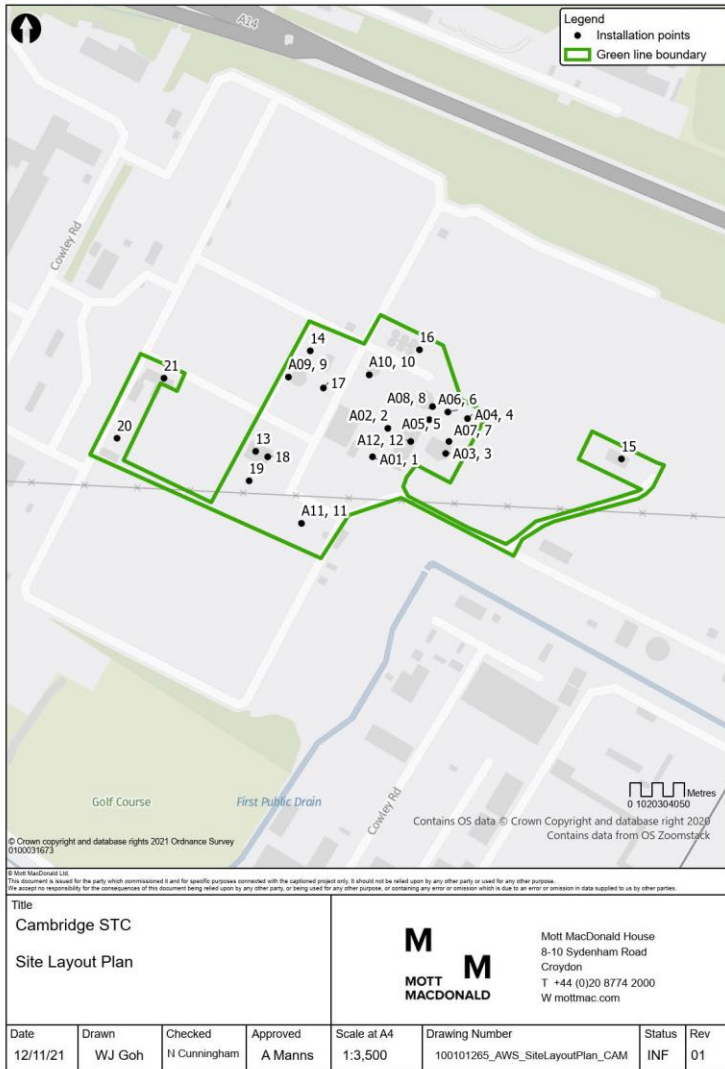 A14
Legend
Installation points
Green line boundary
Cowley Rd
14
16
A09, 9
A10, 10
17
21
A08, 8
A06, 6
A02, 2
A05, 5
A04, 4
A07, 7
20
13
A12, 12
A03, 3
15
18
A01, 1
19
A11, 11
Golf Course
First Public Drain
Cowley Rd
Metres
0 1020304050
Contains OS data © Crown Copyright and database right 2020
Contains data from OS Zoomstack
© Crown copyright and database rights 2021 Ordnance Survey
0100031673
© Mott MacDonald Ltd.
This document is issued for the party which commissioned it and for specific purposes connected with the captioned project only. It should not be relied upon by any other party or used for any other purpose.
We accept no responsibility for the consequences of this document being relied upon by any other party, or being used for any other purpose, or containing any error or omission which is due to an error or omission in data supplied to us by other parties.
Title
Cambridge STC
Site Layout Plan
M
M
MOTT
MACDONALD
Mott MacDonald House
8-10 Sydenham Road
Croydon
T +44 (0)20 8774 2000
W mottmac.com
Date
12/11/21
Drawn
WJ Goh
Checked
N Cunningham
Approved
A Manns
Scale at A4
1:3,500
Drawing Number
100101265_AWS_SiteLayoutPlan_CAM
Status
INF
Rev
01